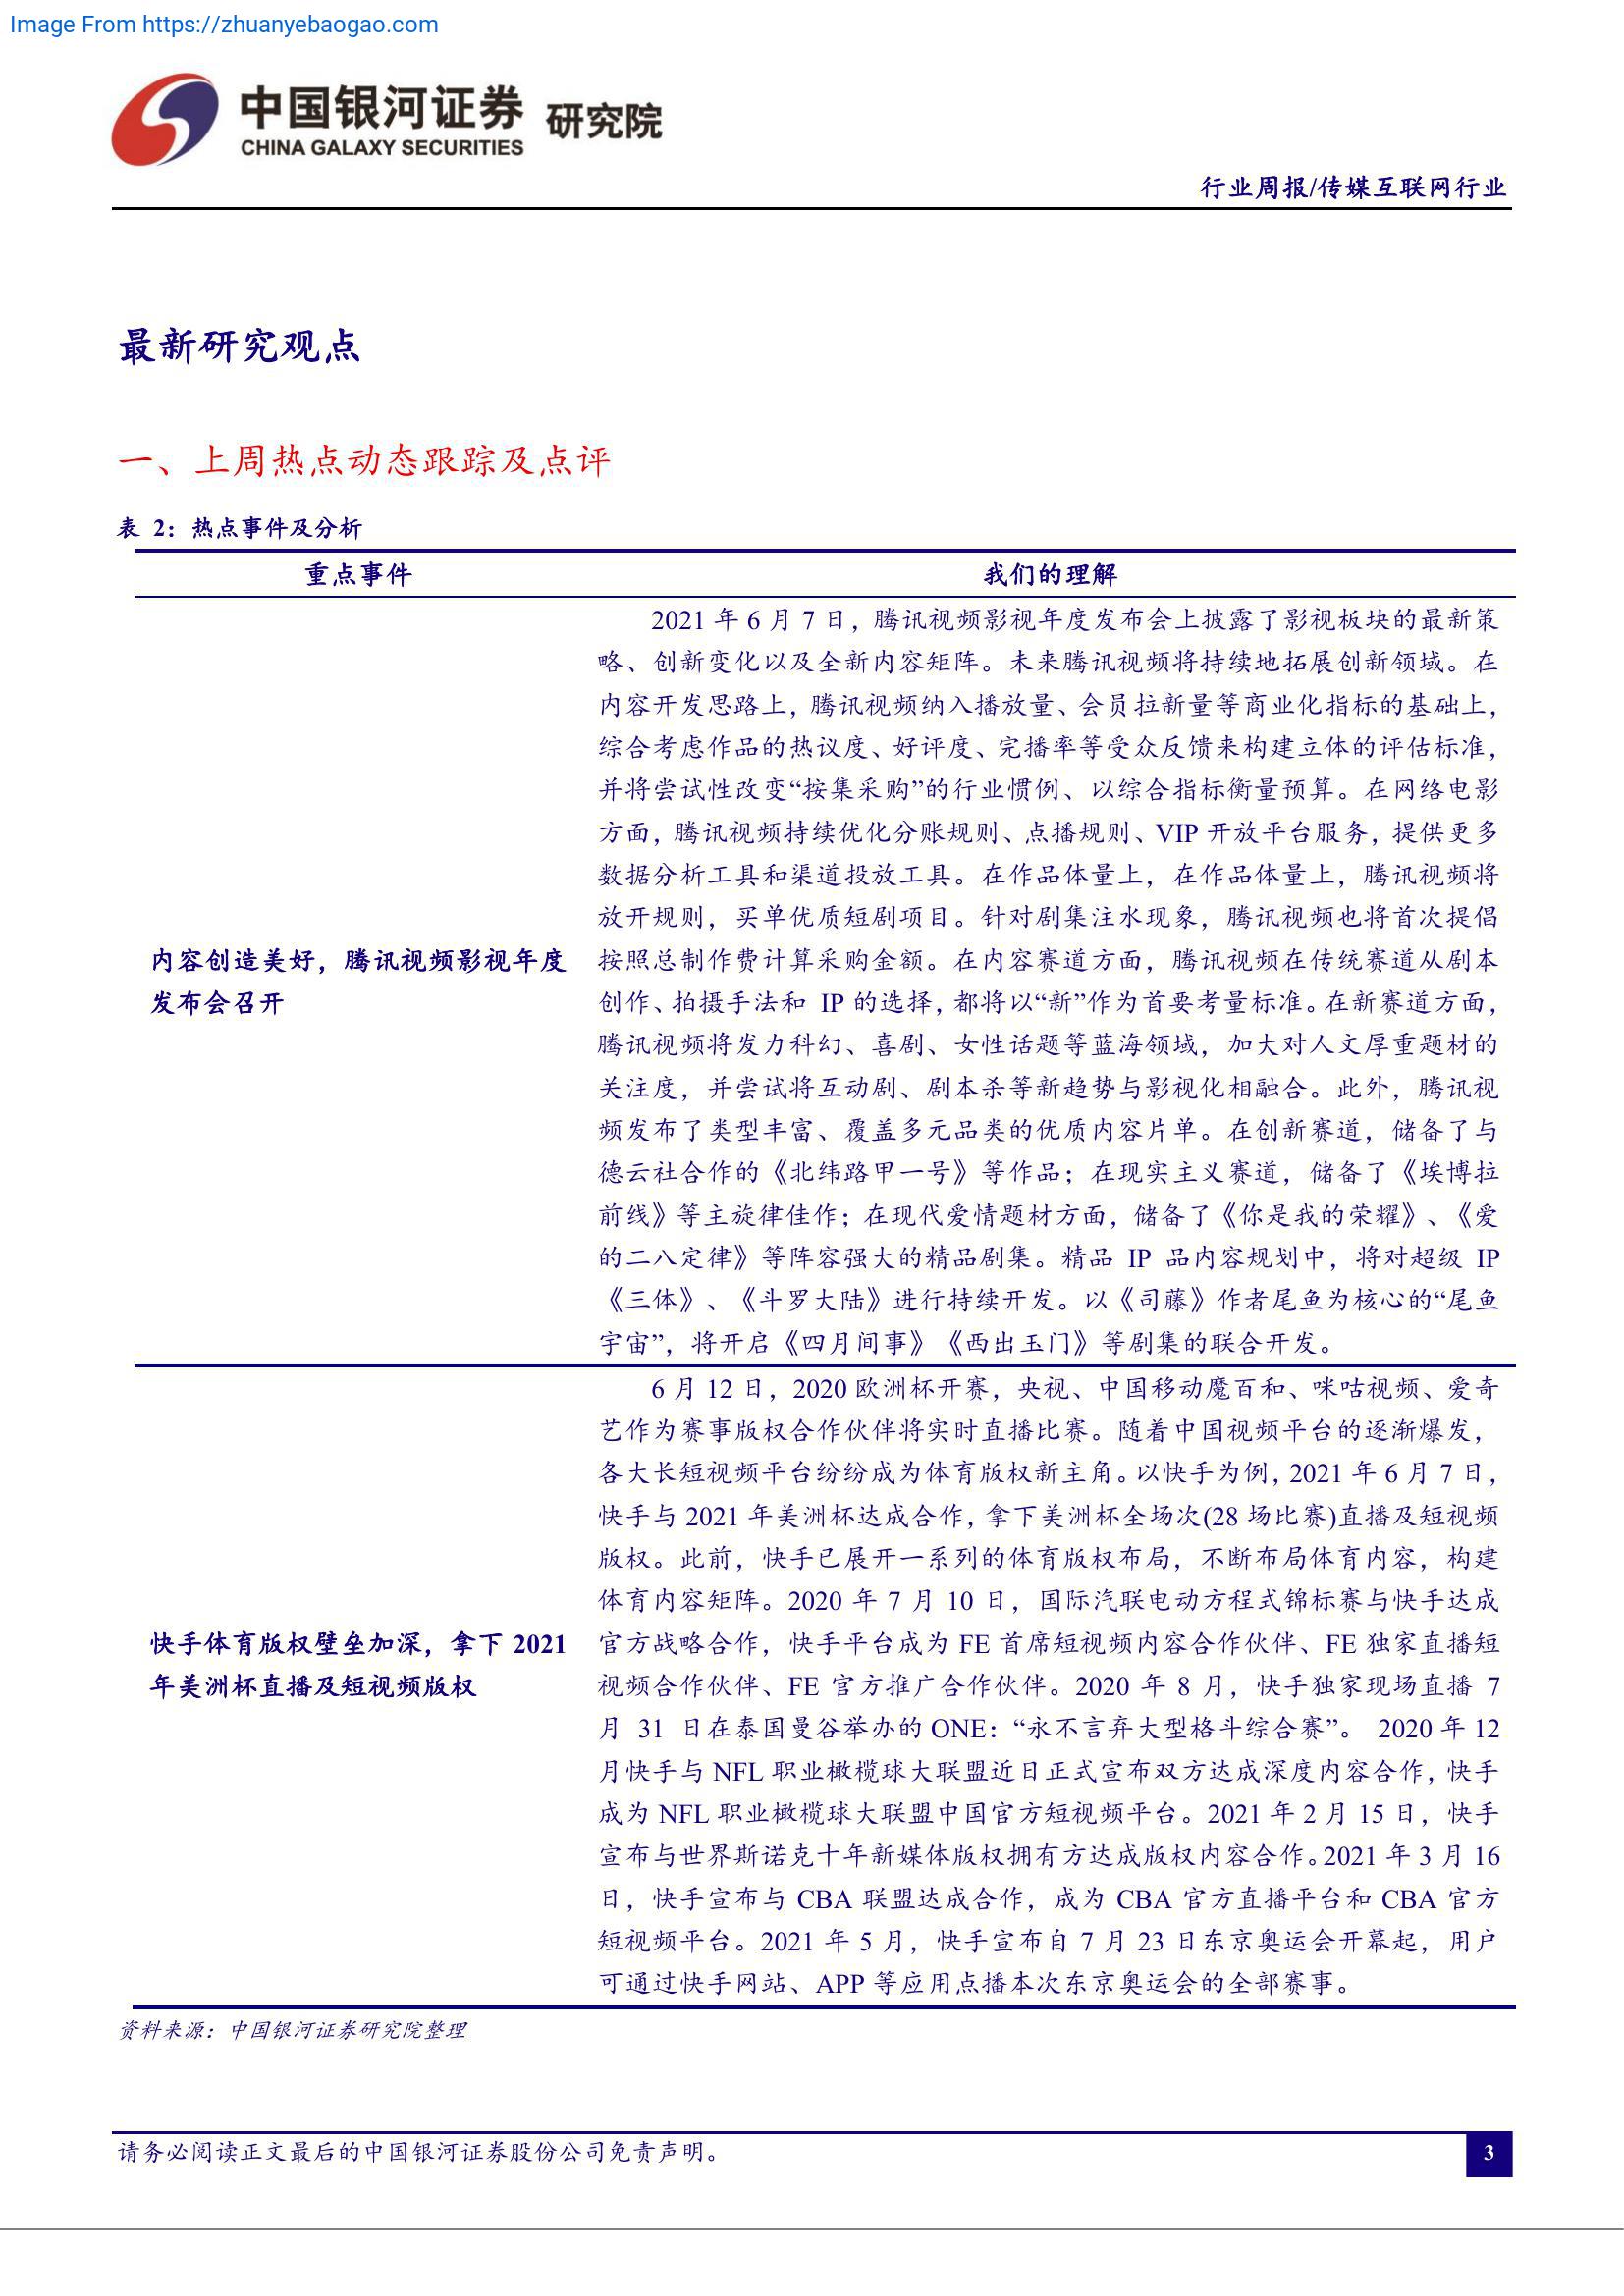 Image From https://zhuanyebaogao.com
中国银河证券 研究院
CHINA GALAXY SECURITIES
行业周报/传媒互联网行业
最新研究观点
一、上周热点动态跟踪及点评
表 2：热点事件及分析
重点事件 我们的理解
内容创造美好，腾讯视频影视年度
发布会召开
2021 年 6 月 7 日，腾讯视频影视年度发布会上披露了影视板块的最新策
略、创新变化以及全新内容矩阵。未来腾讯视频将持续地拓展创新领域。在
内容开发思路上，腾讯视频纳入播放量、会员拉新量等商业化指标的基础上，
综合考虑作品的热议度、好评度、完播率等受众反馈来构建立体的评估标准，
并将尝试性改变“按集采购”的行业惯例、以综合指标衡量预算。在网络电影
方面，腾讯视频持续优化分账规则、点播规则、VIP 开放平台服务，提供更多
数据分析工具和渠道投放工具。在作品体量上，在作品体量上，腾讯视频将
放开规则，买单优质短剧项目。针对剧集注水现象，腾讯视频也将首次提倡
按照总制作费计算采购金额。在内容赛道方面，腾讯视频在传统赛道从剧本
创作、拍摄手法和 IP 的选择，都将以“新”作为首要考量标准。在新赛道方面，
腾讯视频将发力科幻、喜剧、女性话题等蓝海领域，加大对人文厚重题材的
关注度，并尝试将互动剧、剧本杀等新趋势与影视化相融合。此外，腾讯视
频发布了类型丰富、覆盖多元品类的优质内容片单。在创新赛道，储备了与
德云社合作的《北纬路甲一号》等作品；在现实主义赛道，储备了《埃博拉
前线》等主旋律佳作；在现代爱情题材方面，储备了《你是我的荣耀》、《爱
的二八定律》等阵容强大的精品剧集。精品 IP 品内容规划中，将对超级 IP
《三体》、《斗罗大陆》进行持续开发。以《司藤》作者尾鱼为核心的“尾鱼
宇宙”，将开启《四月间事》《西出玉门》等剧集的联合开发。
快手体育版权壁垒加深，拿下 2021
年美洲杯直播及短视频版权
6 月 12 日，2020 欧洲杯开赛，央视、中国移动魔百和、咪咕视频、爱奇
艺作为赛事版权合作伙伴将实时直播比赛。随着中国视频平台的逐渐爆发，
各大长短视频平台纷纷成为体育版权新主角。以快手为例，2021 年 6 月 7 日，
快手与 2021 年美洲杯达成合作，拿下美洲杯全场次(28 场比赛)直播及短视频
版权。此前，快手已展开一系列的体育版权布局，不断布局体育内容，构建
体育内容矩阵。2020 年 7 月 10 日，国际汽联电动方程式锦标赛与快手达成
官方战略合作，快手平台成为 FE 首席短视频内容合作伙伴、FE 独家直播短
视频合作伙伴、FE 官方推广合作伙伴。2020 年 8 月，快手独家现场直播 7
月 31 日在泰国曼谷举办的 ONE：“永不言弃大型格斗综合赛”。 2020 年 12
月快手与 NFL 职业橄榄球大联盟近日正式宣布双方达成深度内容合作，快手
成为 NFL 职业橄榄球大联盟中国官方短视频平台。2021 年 2 月 15 日，快手
宣布与世界斯诺克十年新媒体版权拥有方达成版权内容合作。2021 年 3 月 16
日，快手宣布与 CBA 联盟达成合作，成为 CBA 官方直播平台和 CBA 官方
短视频平台。2021 年 5 月，快手宣布自 7 月 23 日东京奥运会开幕起，用户
可通过快手网站、APP 等应用点播本次东京奥运会的全部赛事。
资料来源：中国银河证券研究院整理
请务必阅读正文最后的中国银河证券股份公司免责声明。
3